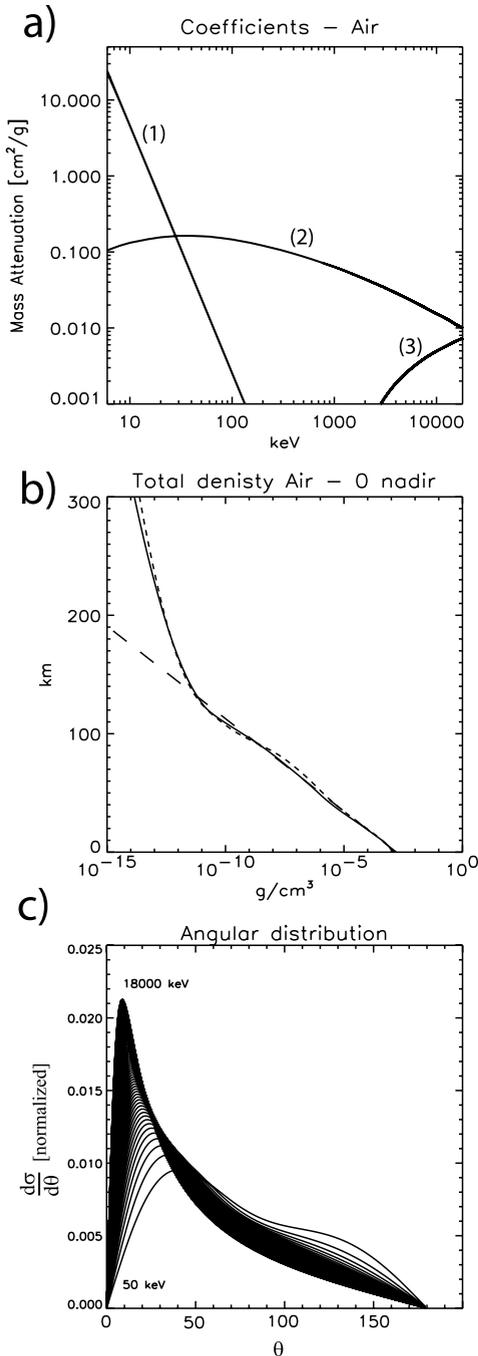 a)
Coefficients – Air
Mass Attenuation [cm²/g]
10.000
1.000
0.100
0.010
0.001
(1)
(2)
(3)
10 100 1000 10000
keV
b)
Total denisty Air – 0 nadir
km
300
200
100
0
10⁻¹⁵ 10⁻¹⁰ 10⁻⁵ 10⁰
g/cm³
c)
Angular distribution
dσ/dθ [normalized]
0.025
0.020
0.015
0.010
0.005
0.000
18000 keV
50 keV
0 50 100 150
θ